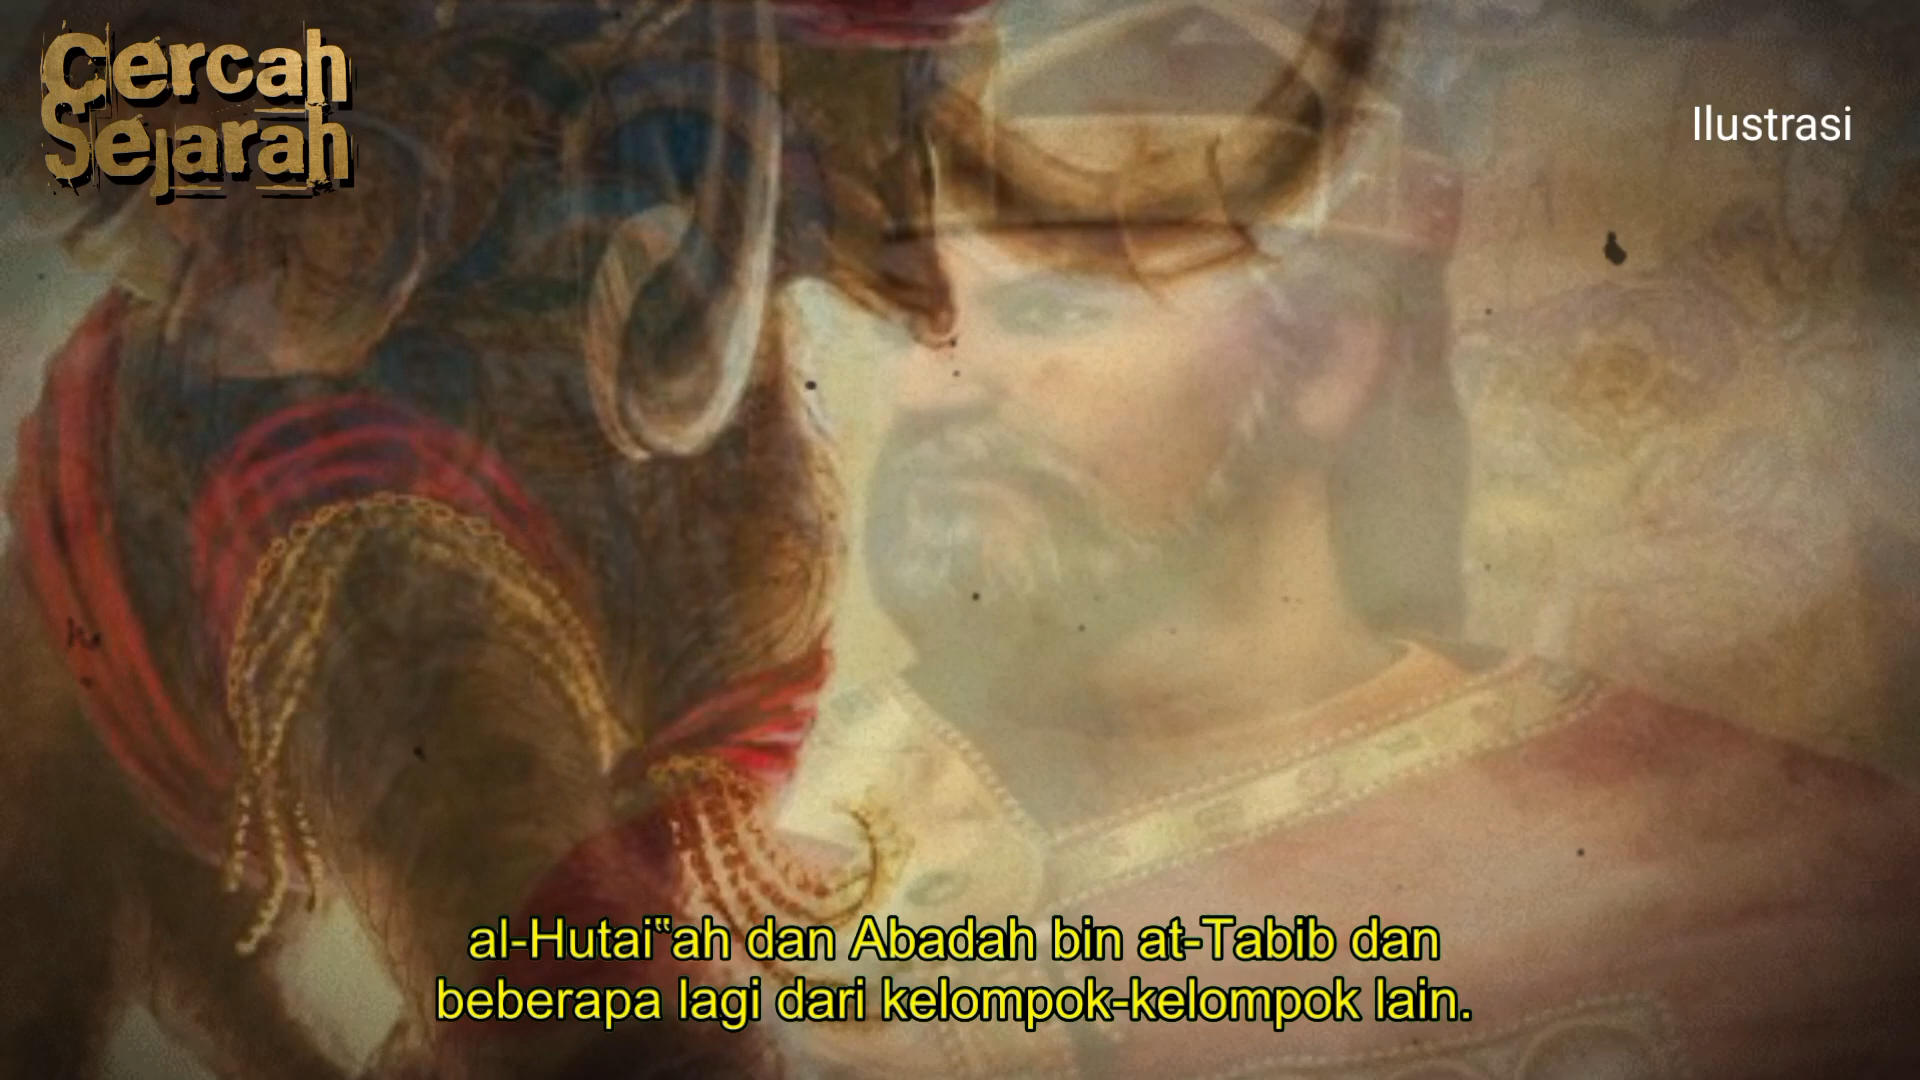 Cercah
Sejarah
Ilustrasi
al-Hutai‟ah dan Abadah bin at-Tabib dan
beberapa lagi dari kelompok-kelompok lain.